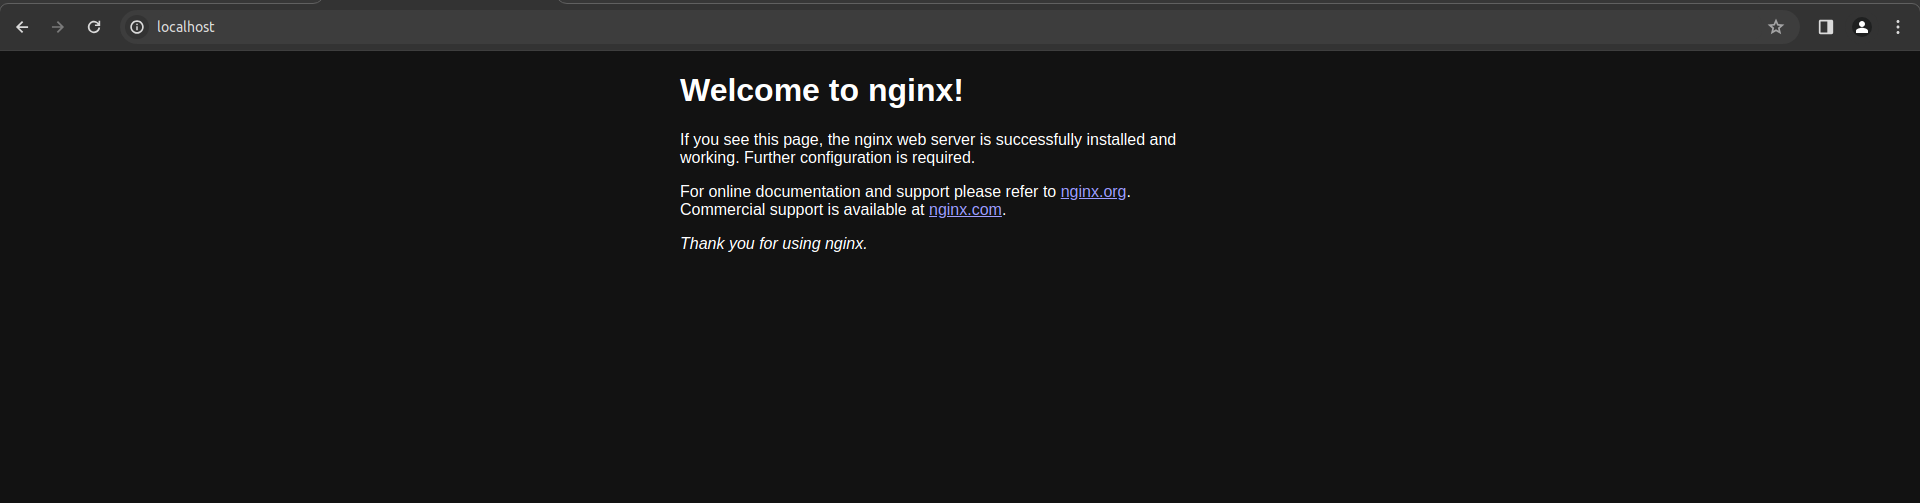 localhost
Welcome to nginx!
If you see this page, the nginx web server is successfully installed and
working. Further configuration is required.
For online documentation and support please refer to nginx.org.
Commercial support is available at nginx.com.
Thank you for using nginx.